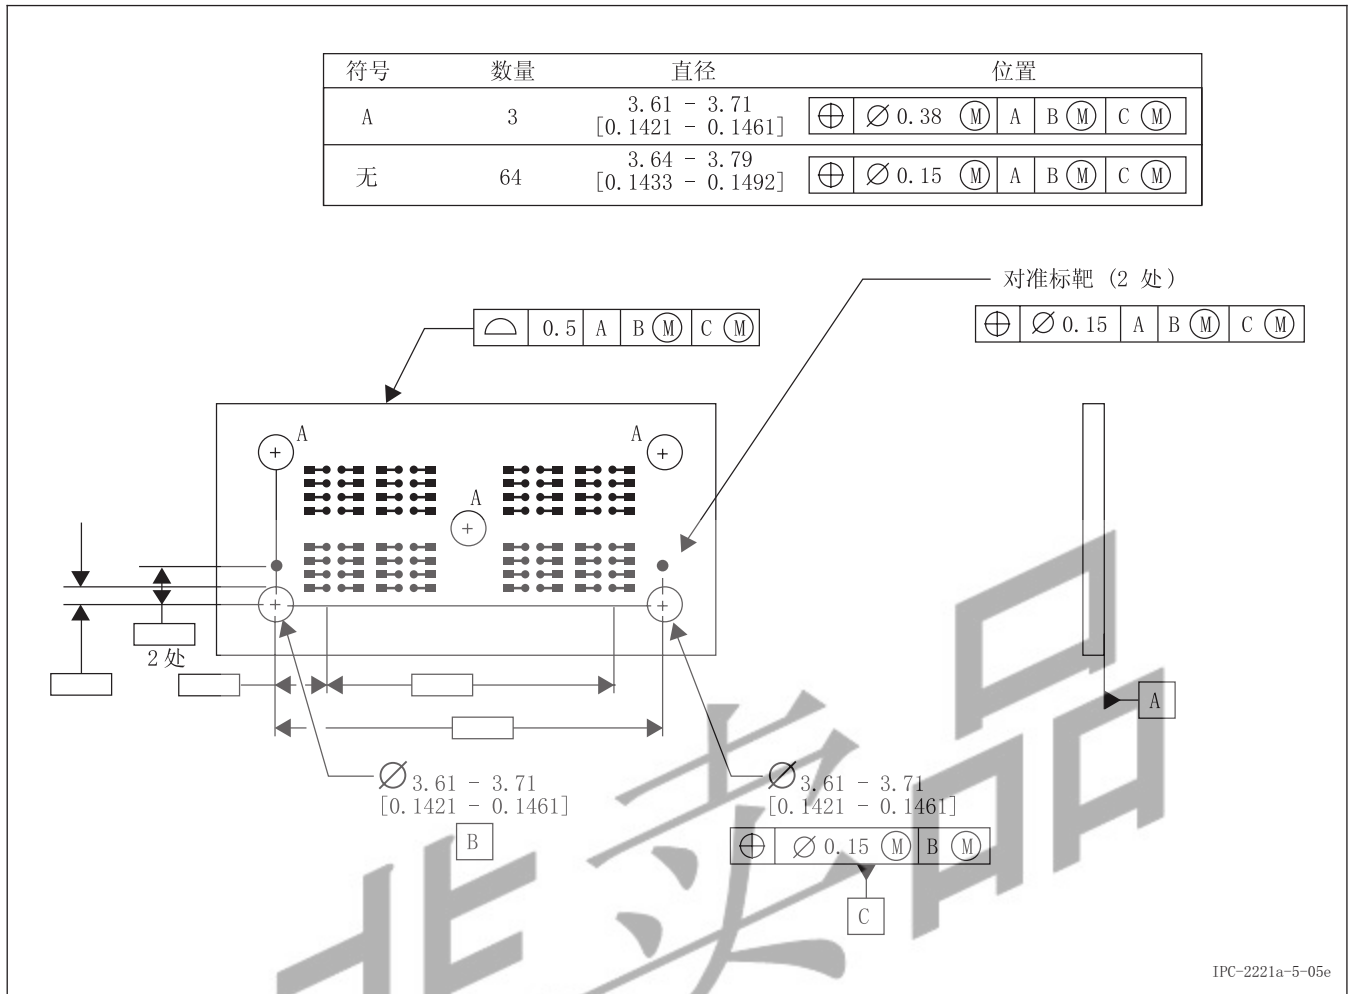 符号 数量 直径 位置
A 3 3.61 - 3.71 ⌀ 0.38 Ⓜ A B Ⓜ C Ⓜ
[0.1421 - 0.1461]
无 64 3.64 - 3.79 ⌀ 0.15 Ⓜ A B Ⓜ C Ⓜ
[0.1433 - 0.1492]
对准标靶 (2 处)
⌀ 0.15 A B Ⓜ C Ⓜ
0.5 A B Ⓜ C Ⓜ
A
A
A
2处
A
⌀ 3.61 - 3.71
[0.1421 - 0.1461]
B
⌀ 3.61 - 3.71
[0.1421 - 0.1461]
⌀ 0.15 Ⓜ B Ⓜ
C
非卖品
IPC-2221a-5-05e